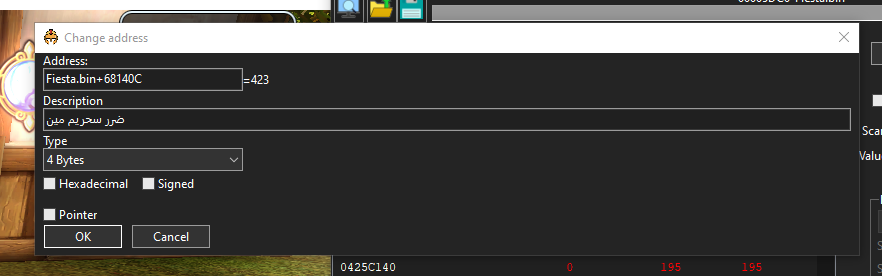 Change address
Address:
Fiesta.bin+68140C =423
Description
ضرر سحريم مين
Type
4 Bytes
Hexadecimal Signed
Pointer
OK Cancel
Scan
Valu
0425C140 0 195 195